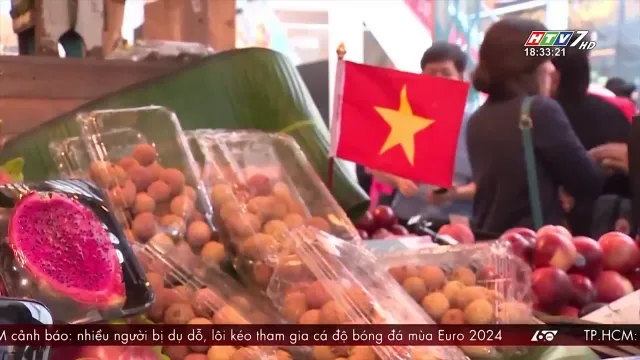 HTV7 HD
18:33:21
M cảnh báo: nhiều người bị dụ dỗ, lôi kéo tham gia cá độ bóng đá mùa Euro 2024
TP.HCM